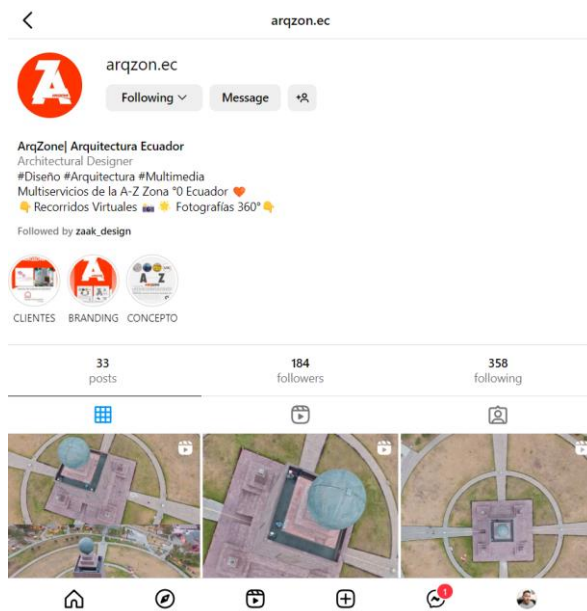 arqzon.ec
arqzon.ec
Following
Message
ArqZone| Arquitectura Ecuador
Architectural Designer
#Diseño #Arquitectura #Multimedia
Multiservicios de la A-Z Zona °0 Ecuador
Recorridos Virtuales Fotografías 360°
Followed by zaak_design
A Z
CLIENTES BRANDING CONCEPTO
33 184 358
posts followers following
1